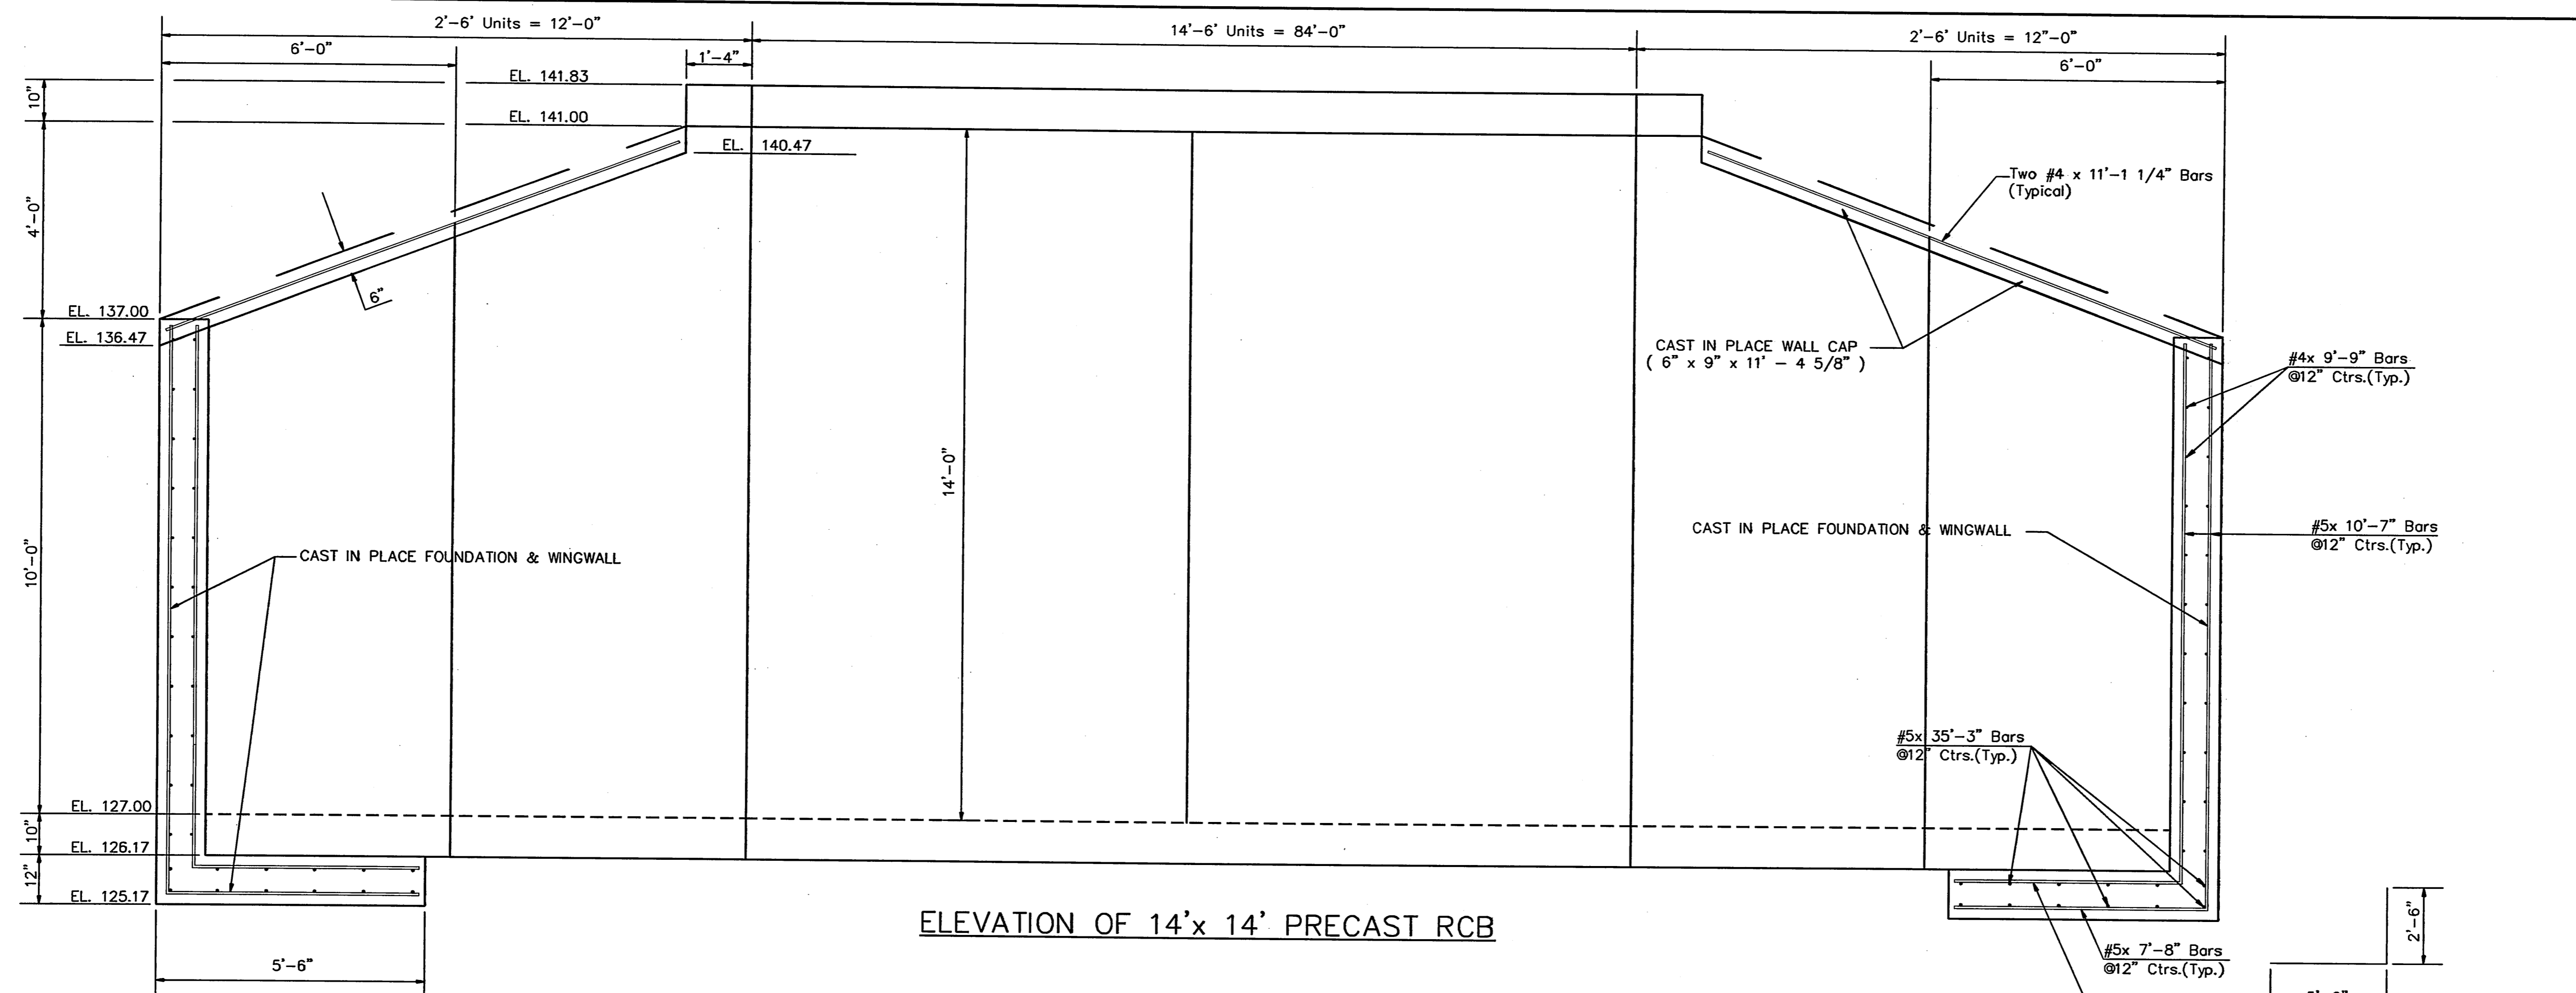 2'-6' Units = 12'-0"
14'-6' Units = 84'-0"
2'-6' Units = 12"-0"
6'-0"
1'-4"
6'-0"
EL. 141.83
10"
EL. 141.00
EL. 140.47
4'-0"
Two #4 x 11'-1 1/4" Bars
(Typical)
6"
EL. 137.00
EL. 136.47
CAST IN PLACE WALL CAP
( 6" x 9" x 11' - 4 5/8" )
#4x 9'-9" Bars
@12" Ctrs.(Typ.)
14'-0"
10'-0"
CAST IN PLACE FOUNDATION & WINGWALL
CAST IN PLACE FOUNDATION & WINGWALL
#5x 10'-7" Bars
@12" Ctrs.(Typ.)
#5x 35'-3" Bars
@12" Ctrs.(Typ.)
EL. 127.00
10"
EL. 126.17
12"
EL. 125.17
ELEVATION OF 14'x 14' PRECAST RCB
5'-6"
#5x 7'-8" Bars
@12" Ctrs.(Typ.)
2'-6"